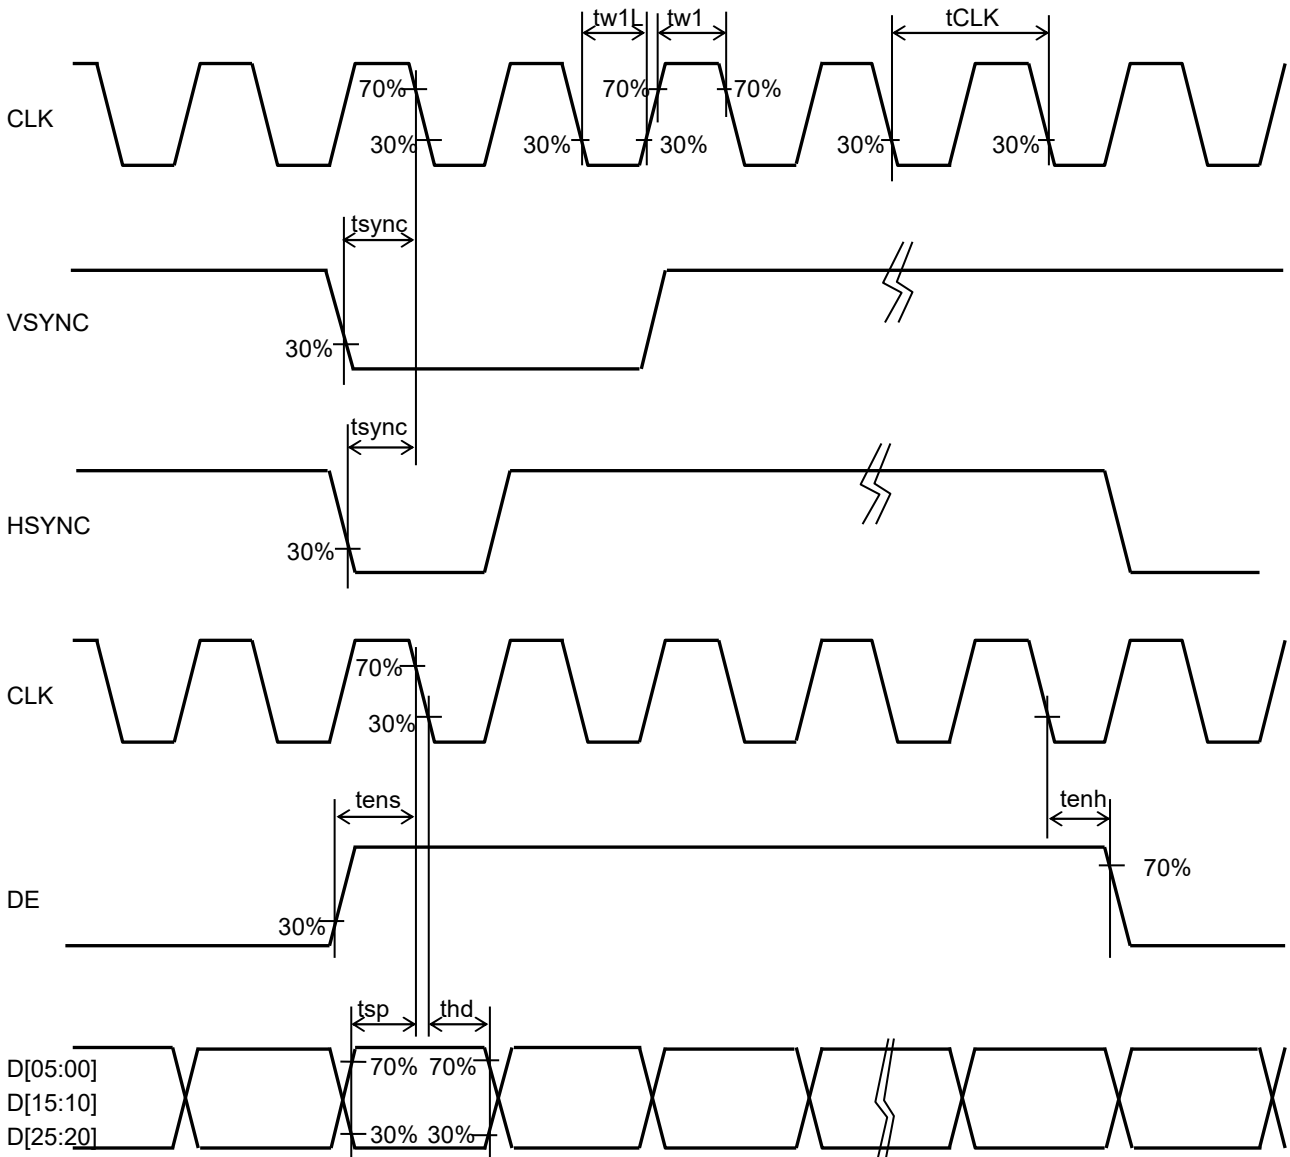 tw1L tw1 tCLK
70% 70% 70%
CLK
30% 30% 30% 30% 30%
tsync
VSYNC
30%
tsync
HSYNC
30%
70%
CLK
30%
tens tenh
70%
DE
30%
tsp thd
D[05:00] 70% 70%
D[15:10]
D[25:20] 30% 30%